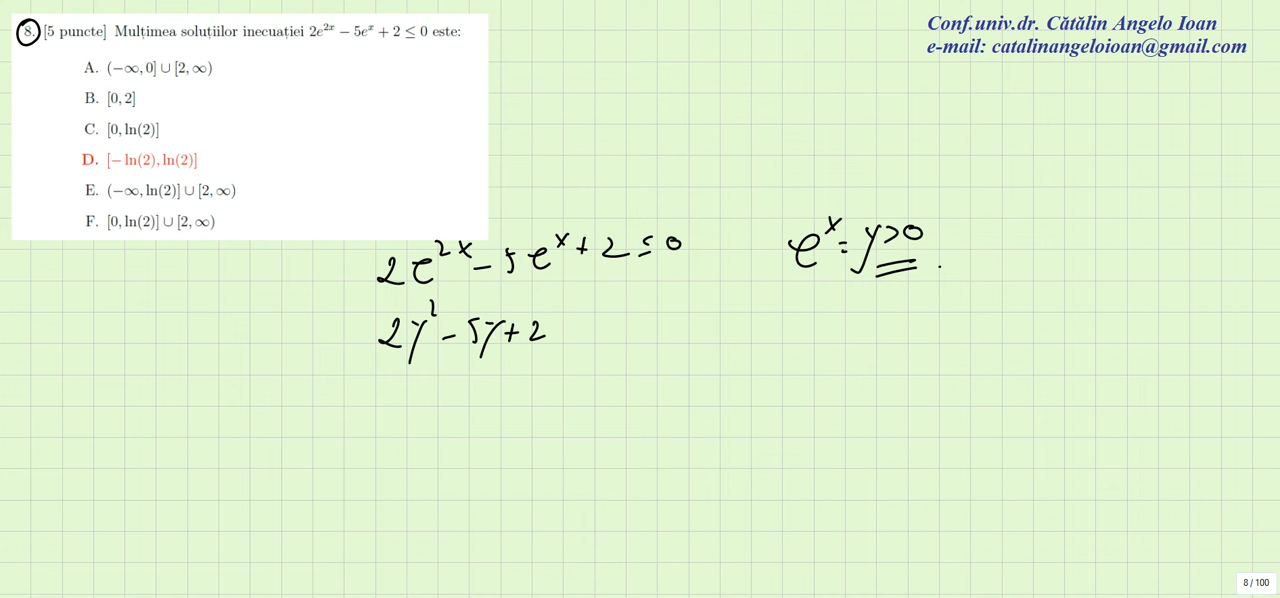 8. [5 puncte] Mulțimea soluțiilor inecuației 2e^{2x} − 5e^x + 2 ≤ 0 este:
A. (−∞, 0] ∪ [2, ∞)
B. [0, 2]
C. [0, ln(2)]
D. [− ln(2), ln(2)]
E. (−∞, ln(2)] ∪ [2, ∞)
F. [0, ln(2)] ∪ [2, ∞)
Conf.univ.dr. Cătălin Angelo Ioan
e-mail: catalinangeloioan@gmail.com
2e^{2x} − 5e^x + 2 ≤ 0
e^x = y > 0
2y^2 − 5y + 2
8 / 100